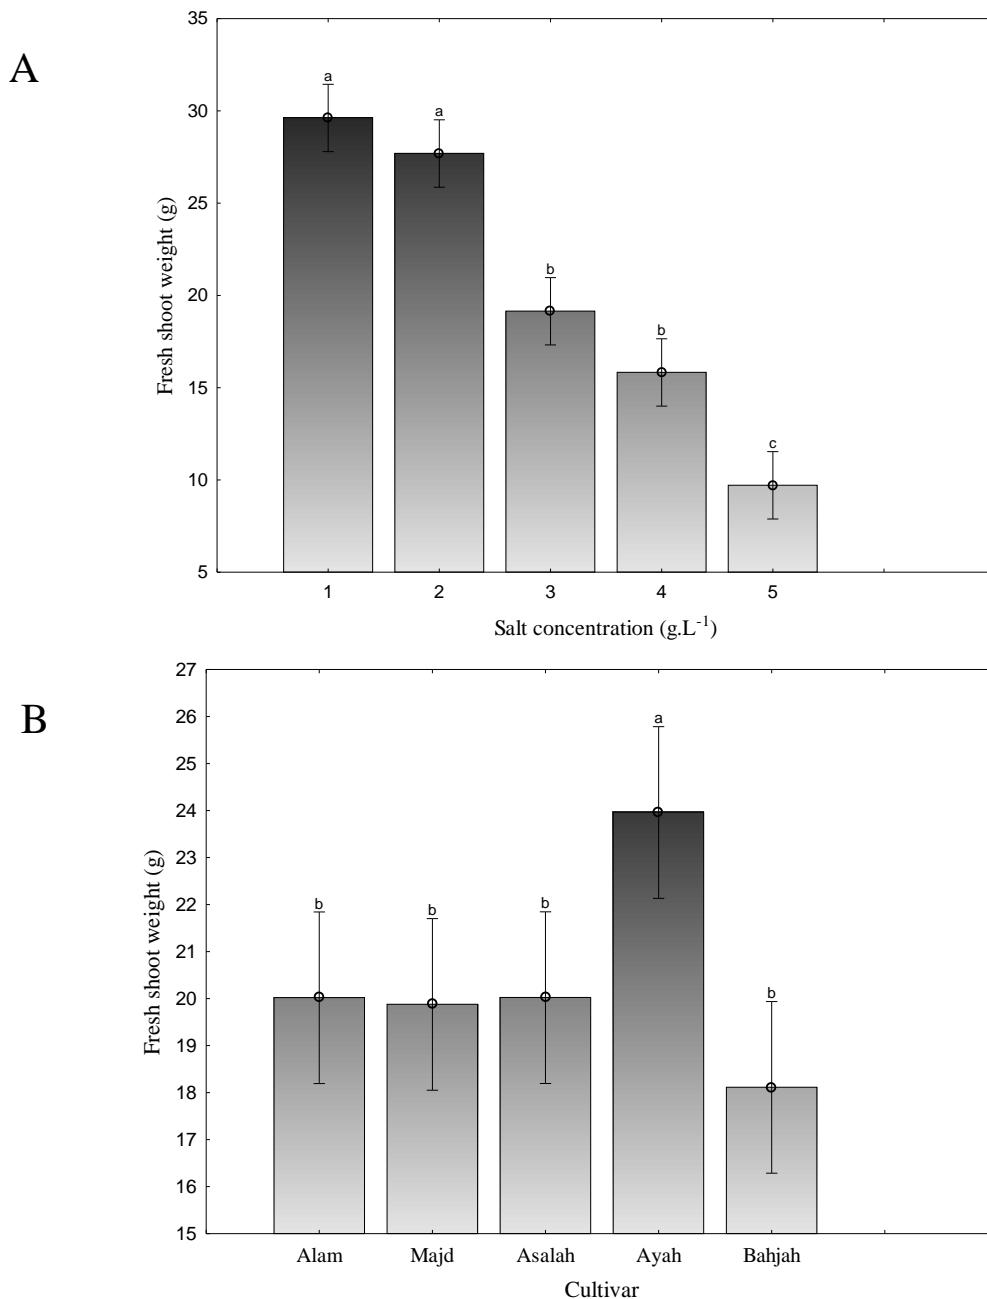 A
35
30
25
20
15
10
5
Fresh shoot weight (g)
a
a
b
b
c
1 2 3 4 5
Salt concentration (g.L-1)
B
27
26
25
24
23
22
21
20
19
18
17
16
15
Fresh shoot weight (g)
b
b
b
a
b
Alam Majd Asalah Ayah Bahjah
Cultivar